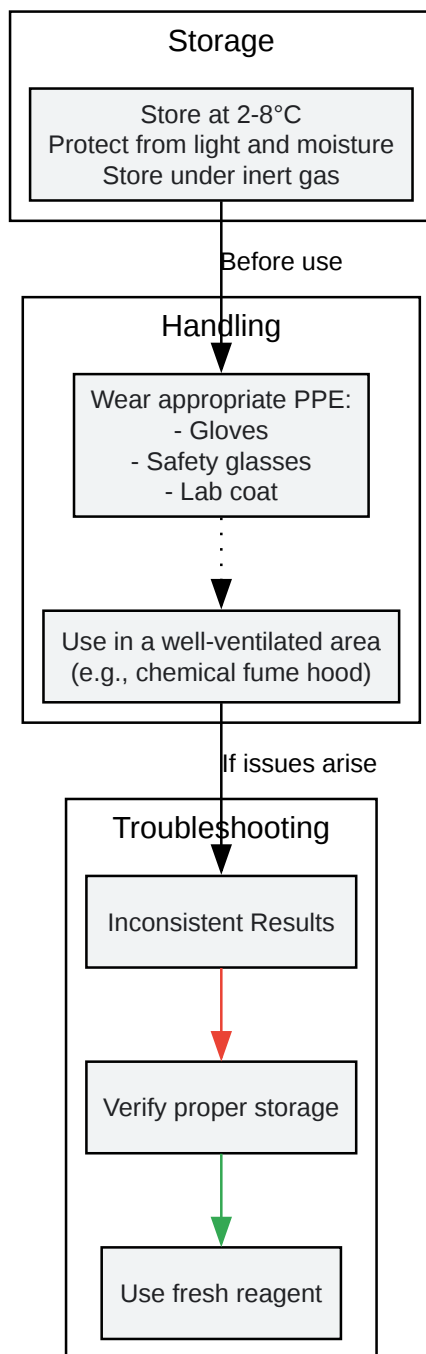 Storage
Store at 2-8°C
Protect from light and moisture
Store under inert gas
Before use
Handling
Wear appropriate PPE:
- Gloves
- Safety glasses
- Lab coat
Use in a well-ventilated area
(e.g., chemical fume hood)
If issues arise
Troubleshooting
Inconsistent Results
Verify proper storage
Use fresh reagent